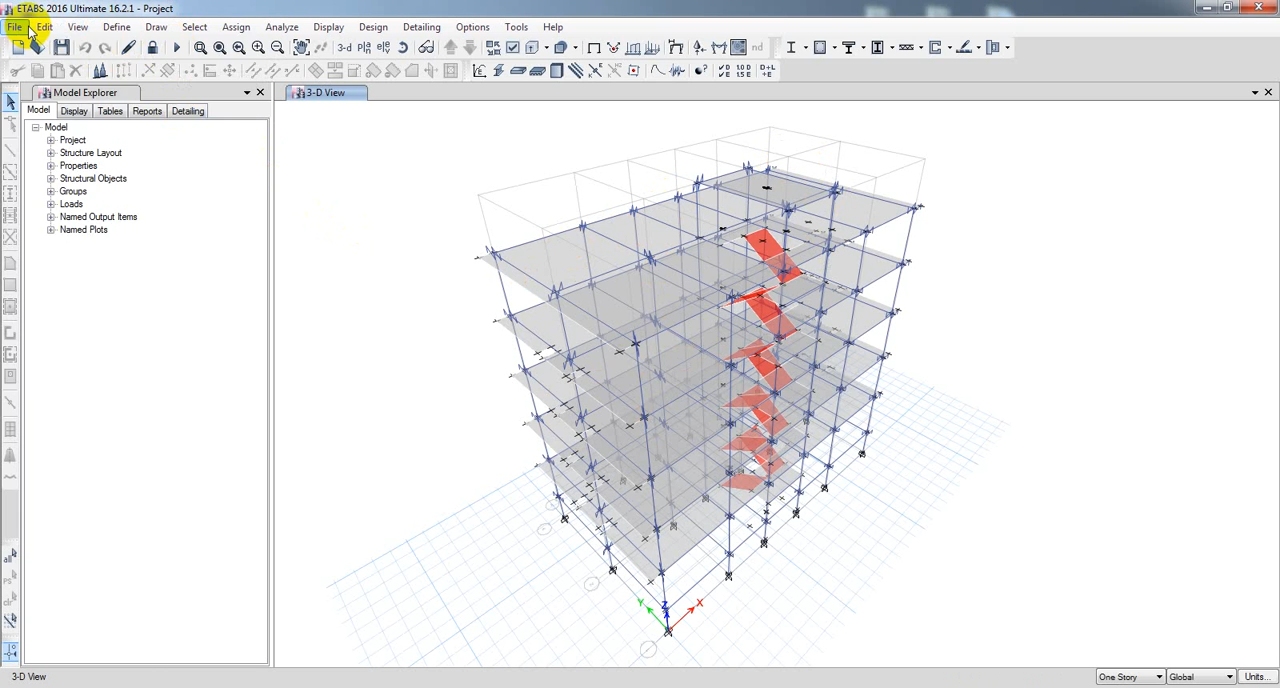 ETABS 2016 Ultimate 16.2.1 - Project
File Edit View Define Draw Select Assign Analyze Display Design Detailing Options Tools Help
3-d nd
Model Explorer
3-D View
Model Display Tables Reports Detailing
Model
Project
Structure Layout
Properties
Structural Objects
Groups
Loads
Named Output Items
Named Plots
Y Z X
3-D View
One Story Global Units...